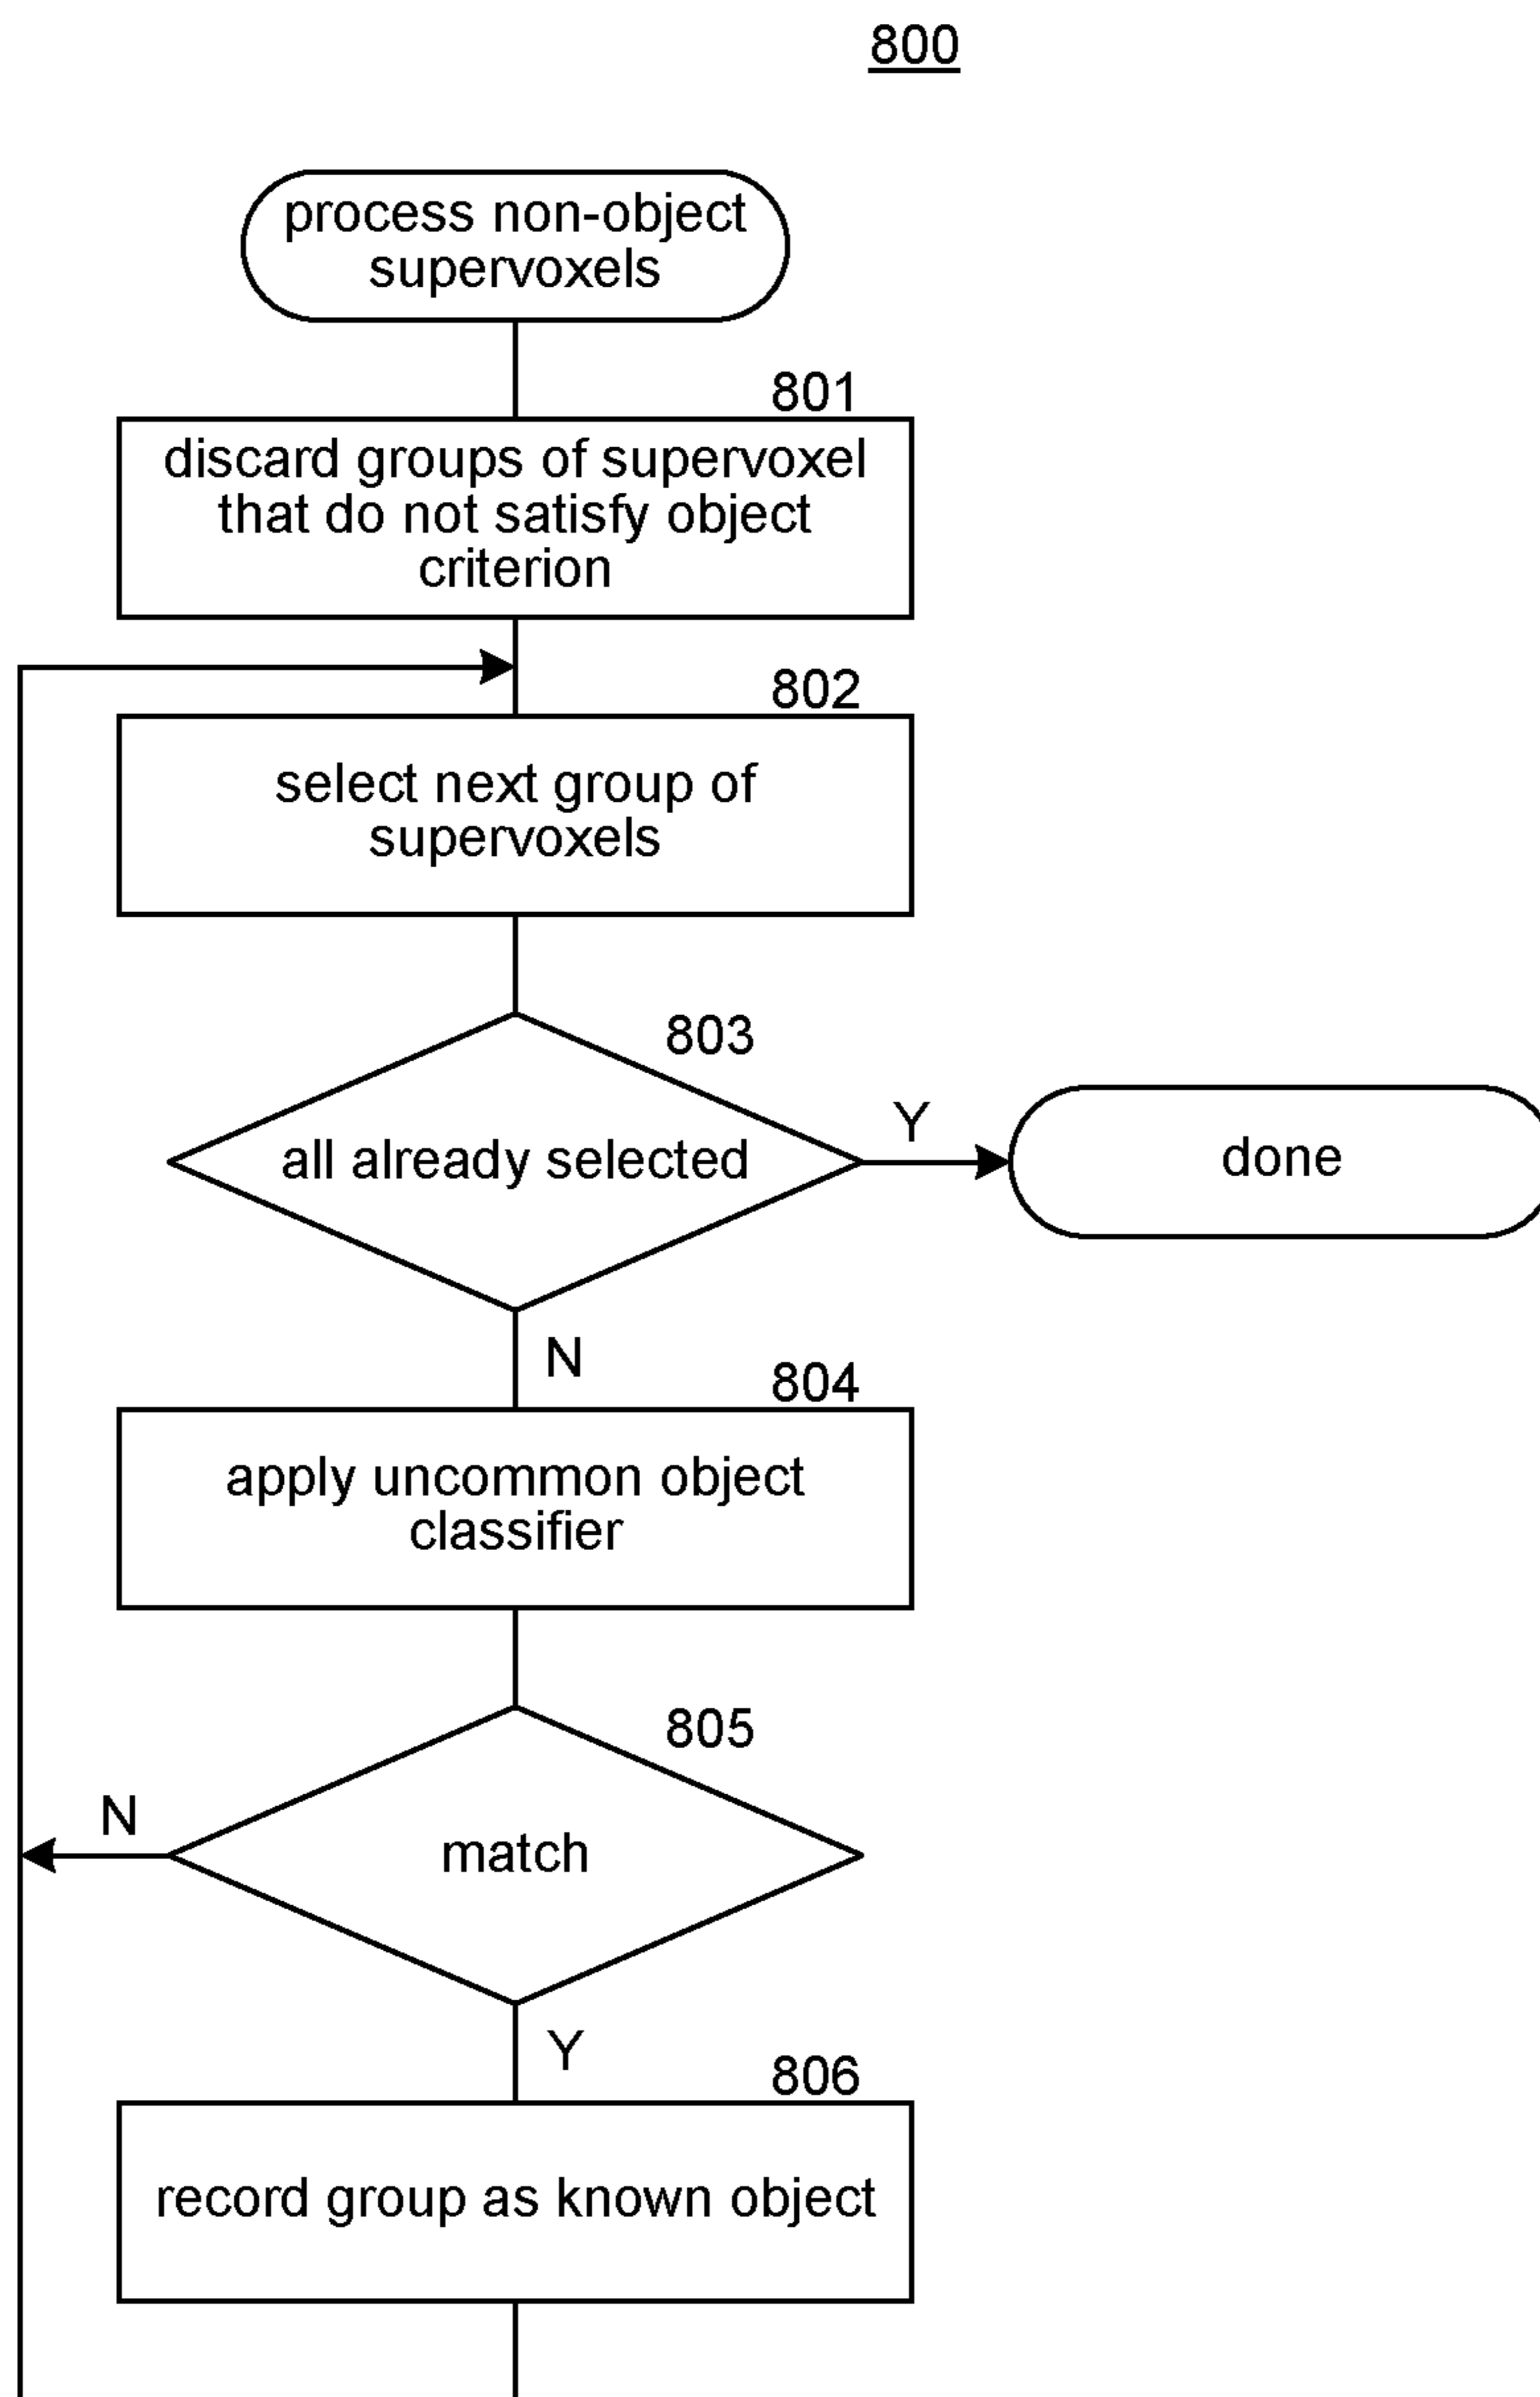 800
process non-object
supervoxels
801
discard groups of supervoxel
that do not satisfy object
criterion
802
select next group of
supervoxels
803
all already selected
Y
done
N
804
apply uncommon object
classifier
805
N
match
Y
806
record group as known object